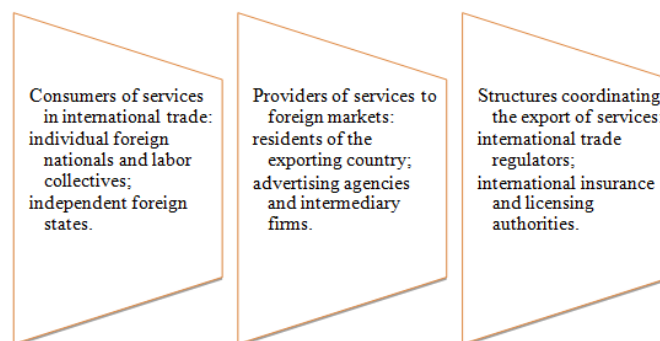 Consumers of services
in international trade:
individual foreign
nationals and labor
collectives;
independent foreign
states.
Providers of services to
foreign markets:
residents of the
exporting country;
advertising agencies
and intermediary
firms.
Structures coordinating
the export of services:
international trade
regulators;
international insurance
and licensing
authorities.